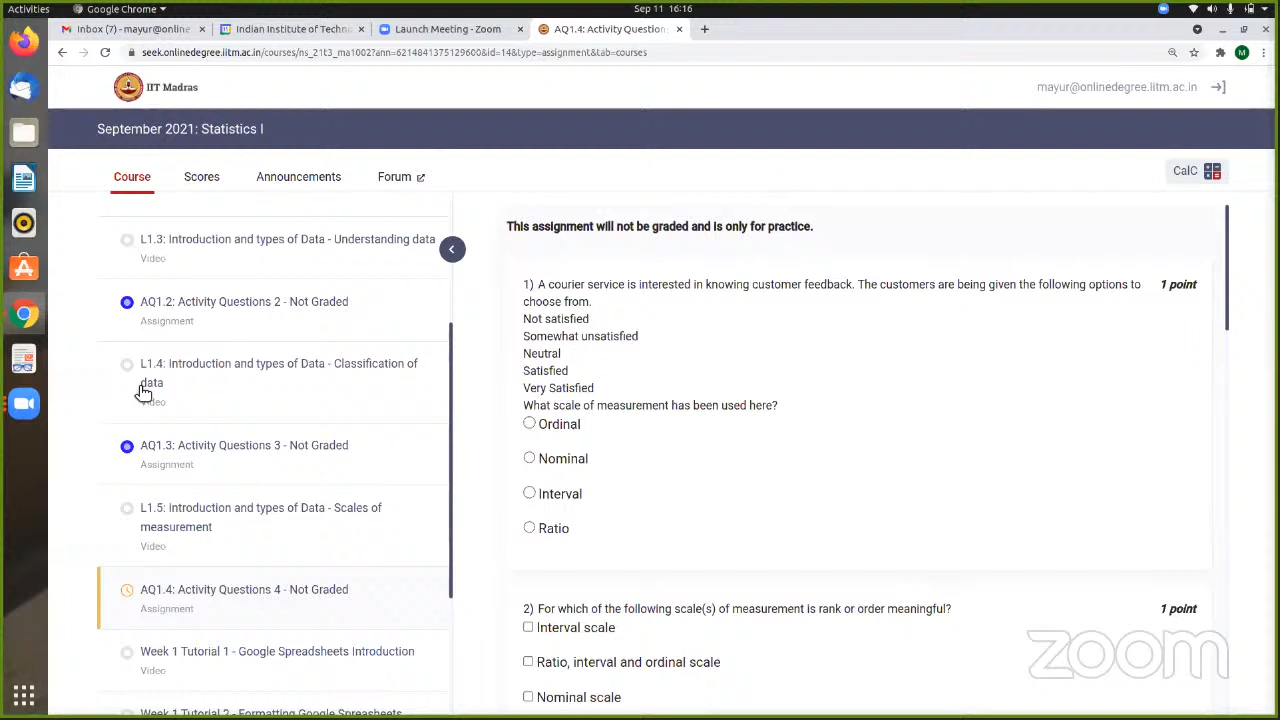 Activities
Google Chrome
Sep 11 16:16
Inbox (7) - mayur@online
Indian Institute of Techna
Launch Meeting - Zoom
AQ1.4: Activity Question
seek.onlinedegree.iitm.ac.in/courses/ns_21t3_ma1002?ann=6214841375129600&id=14&type=assignment&tab=courses
M
IIT Madras
mayur@onlinedegree.iitm.ac.in
September 2021: Statistics I
Course
Scores
Announcements
Forum
CalC
L1.3: Introduction and types of Data - Understanding data
Video
AQ1.2: Activity Questions 2 - Not Graded
Assignment
L1.4: Introduction and types of Data - Classification of
data
Video
AQ1.3: Activity Questions 3 - Not Graded
Assignment
L1.5: Introduction and types of Data - Scales of
measurement
Video
AQ1.4: Activity Questions 4 - Not Graded
Assignment
Week 1 Tutorial 1 - Google Spreadsheets Introduction
Video
Week 1 Tutorial 2 - Formatting Google Spreasheets
This assignment will not be graded and is only for practice.
1) A courier service is interested in knowing customer feedback. The customers are being given the following options to
choose from.
1 point
Not satisfied
Somewhat unsatisfied
Neutral
Satisfied
Very Satisfied
What scale of measurement has been used here?
Ordinal
Nominal
Interval
Ratio
2) For which of the following scale(s) of measurement is rank or order meaningful?
1 point
Interval scale
Ratio, interval and ordinal scale
Nominal scale
zoom